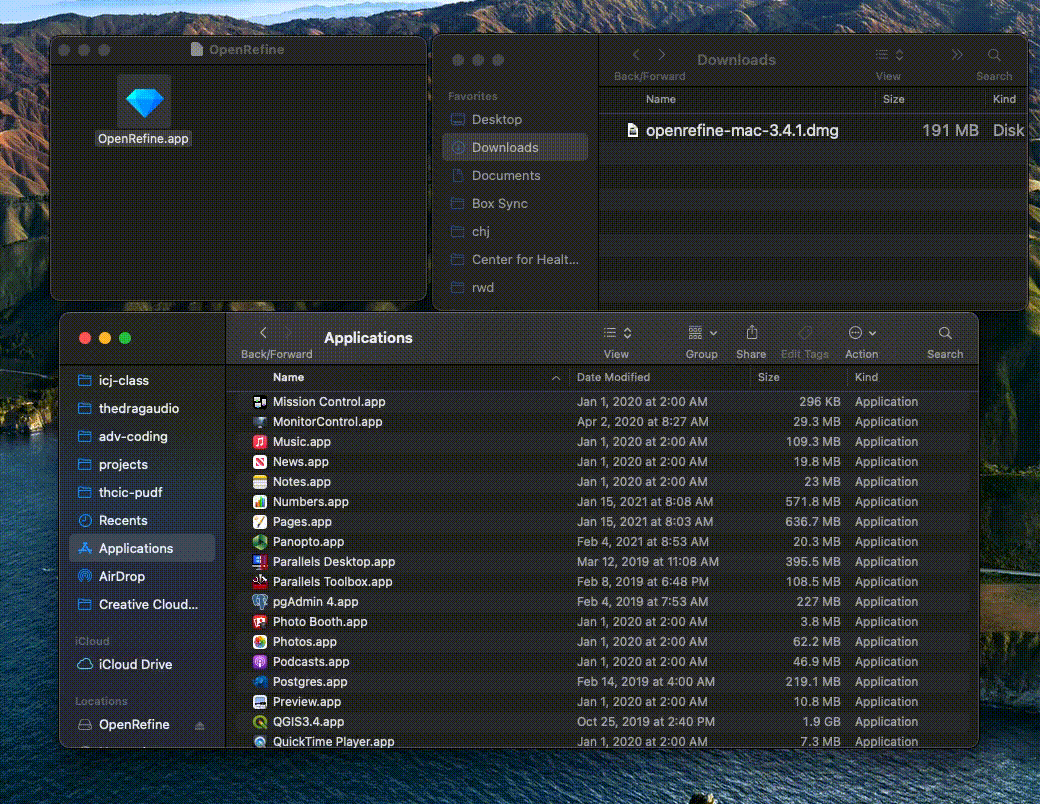 OpenRefine
OpenRefine.app
Downloads
Back/Forward View Search
Favorites
Desktop
Downloads
Documents
Box Sync
chj
Center for Healt...
rwd
Name Size Kind
openrefine-mac-3.4.1.dmg 191 MB Disk
Applications
Back/Forward View Group Share Edit Tags Action Search
icj-class
thedragaudio
adv-coding
projects
thcic-pudf
Recents
Applications
AirDrop
Creative Cloud...
iCloud
iCloud Drive
Locations
OpenRefine
Name Date Modified Size Kind
Mission Control.app Jan 1, 2020 at 2:00 AM 296 KB Application
MonitorControl.app Apr 2, 2020 at 8:27 AM 29.3 MB Application
Music.app Jan 1, 2020 at 2:00 AM 109.3 MB Application
News.app Jan 1, 2020 at 2:00 AM 19.8 MB Application
Notes.app Jan 1, 2020 at 2:00 AM 23 MB Application
Numbers.app Jan 15, 2021 at 8:08 AM 571.8 MB Application
Pages.app Jan 15, 2021 at 8:03 AM 636.7 MB Application
Panopto.app Feb 4, 2021 at 8:53 AM 20.3 MB Application
Parallels Desktop.app Mar 12, 2019 at 11:08 AM 395.5 MB Application
Parallels Toolbox.app Feb 8, 2019 at 6:48 PM 108.5 MB Application
pgAdmin 4.app Feb 4, 2019 at 7:53 AM 227 MB Application
Photo Booth.app Jan 1, 2020 at 2:00 AM 3.8 MB Application
Photos.app Jan 1, 2020 at 2:00 AM 62.2 MB Application
Podcasts.app Jan 1, 2020 at 2:00 AM 46.9 MB Application
Postgres.app Feb 14, 2019 at 4:00 AM 219.1 MB Application
Preview.app Jan 1, 2020 at 2:00 AM 10.8 MB Application
QGIS3.4.app Oct 25, 2019 at 2:40 PM 1.9 GB Application
QuickTime Player.app Jan 1, 2020 at 2:00 AM 7.3 MB Application